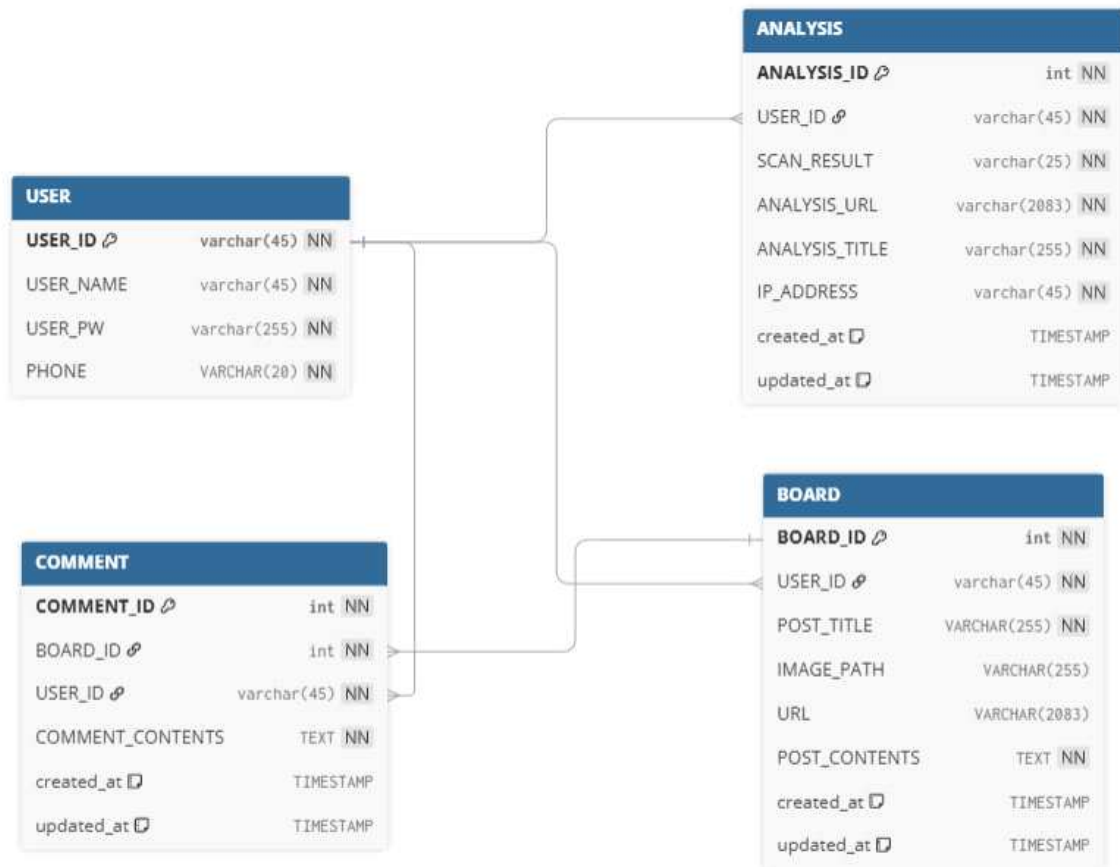 USER
USER_ID varchar(45) NN
USER_NAME varchar(45) NN
USER_PW varchar(255) NN
PHONE VARCHAR(20) NN
ANALYSIS
ANALYSIS_ID int NN
USER_ID varchar(45) NN
SCAN_RESULT varchar(25) NN
ANALYSIS_URL varchar(2083) NN
ANALYSIS_TITLE varchar(255) NN
IP_ADDRESS varchar(45) NN
created_at TIMESTAMP
updated_at TIMESTAMP
COMMENT
COMMENT_ID int NN
BOARD_ID int NN
USER_ID varchar(45) NN
COMMENT_CONTENTS TEXT NN
created_at TIMESTAMP
updated_at TIMESTAMP
BOARD
BOARD_ID int NN
USER_ID varchar(45) NN
POST_TITLE VARCHAR(255) NN
IMAGE_PATH VARCHAR(255)
URL VARCHAR(2083)
POST_CONTENTS TEXT NN
created_at TIMESTAMP
updated_at TIMESTAMP